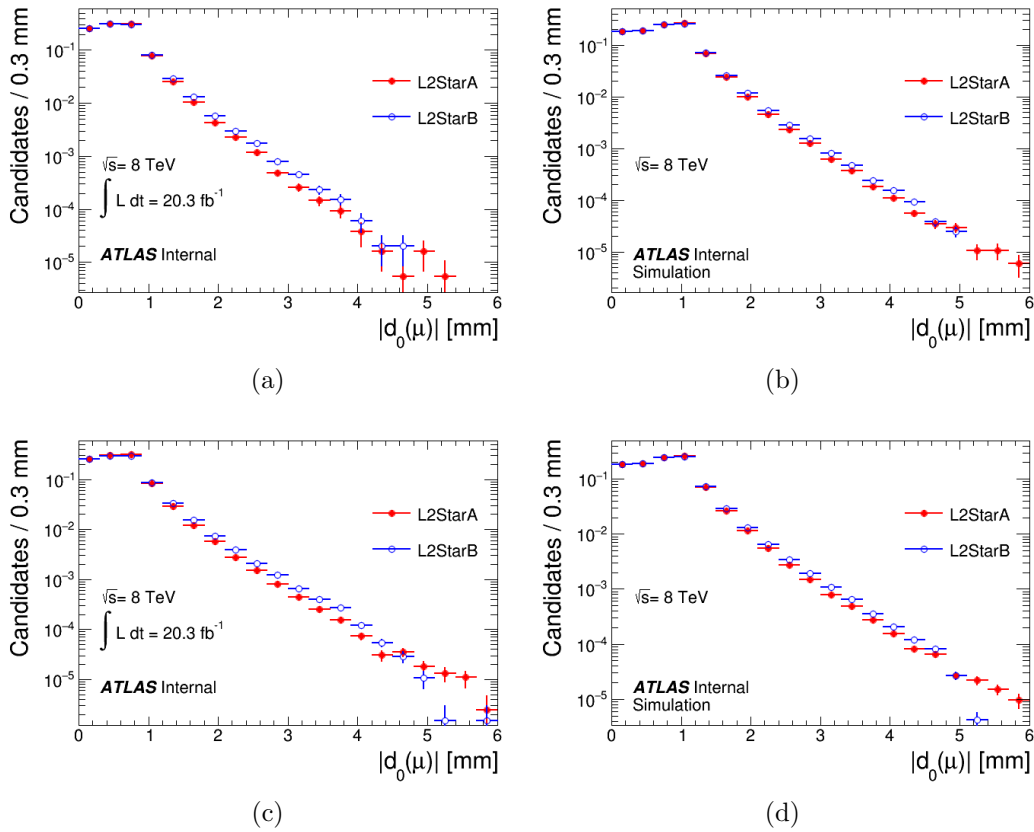 Candidates / 0.3 mm
10⁻¹
10⁻²
10⁻³
10⁻⁴
10⁻⁵
L2StarA
L2StarB
√s= 8 TeV
∫ L dt = 20.3 fb⁻¹
ATLAS Internal
0 1 2 3 4 5 6
|d₀(μ)| [mm]
(a)
Candidates / 0.3 mm
10⁻¹
10⁻²
10⁻³
10⁻⁴
10⁻⁵
L2StarA
L2StarB
√s= 8 TeV
ATLAS Internal
Simulation
0 1 2 3 4 5 6
|d₀(μ)| [mm]
(b)
Candidates / 0.3 mm
10⁻¹
10⁻²
10⁻³
10⁻⁴
10⁻⁵
L2StarA
L2StarB
√s= 8 TeV
∫ L dt = 20.3 fb⁻¹
ATLAS Internal
0 1 2 3 4 5 6
|d₀(μ)| [mm]
(c)
Candidates / 0.3 mm
10⁻¹
10⁻²
10⁻³
10⁻⁴
10⁻⁵
L2StarA
L2StarB
√s= 8 TeV
ATLAS Internal
Simulation
0 1 2 3 4 5 6
|d₀(μ)| [mm]
(d)